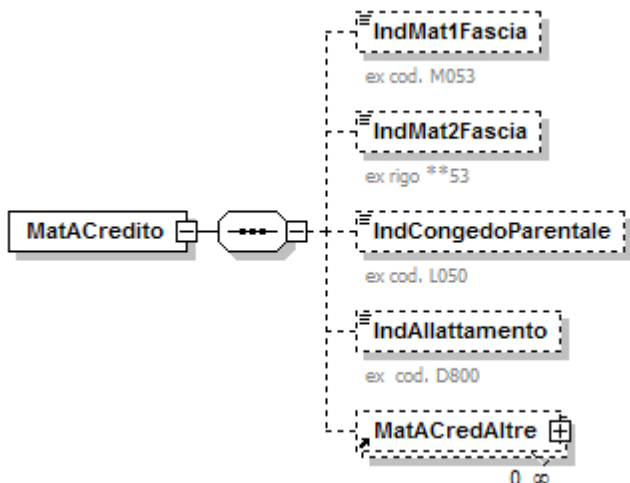 IndMat1Fascia
ex cod. M053
IndMat2Fascia
ex rigo **53
MatACredito
IndCongedoParentale
ex cod. L050
IndAllattamento
ex cod. D800
MatACredAltre
0..∞